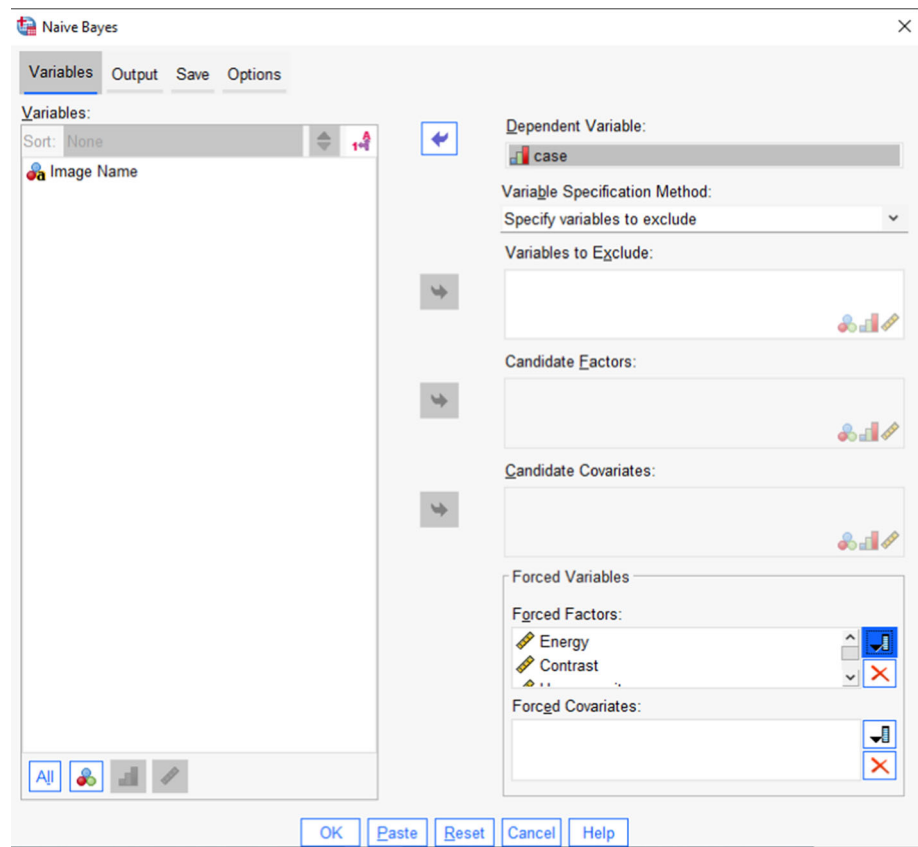 Naive Bayes
Variables Output Save Options
Variables:
Sort: None
Image Name
Dependent Variable:
case
Variable Specification Method:
Specify variables to exclude
Variables to Exclude:
Candidate Factors:
Candidate Covariates:
Forced Variables
Forced Factors:
Energy
Contrast
Forced Covariates:
All
OK Paste Reset Cancel Help